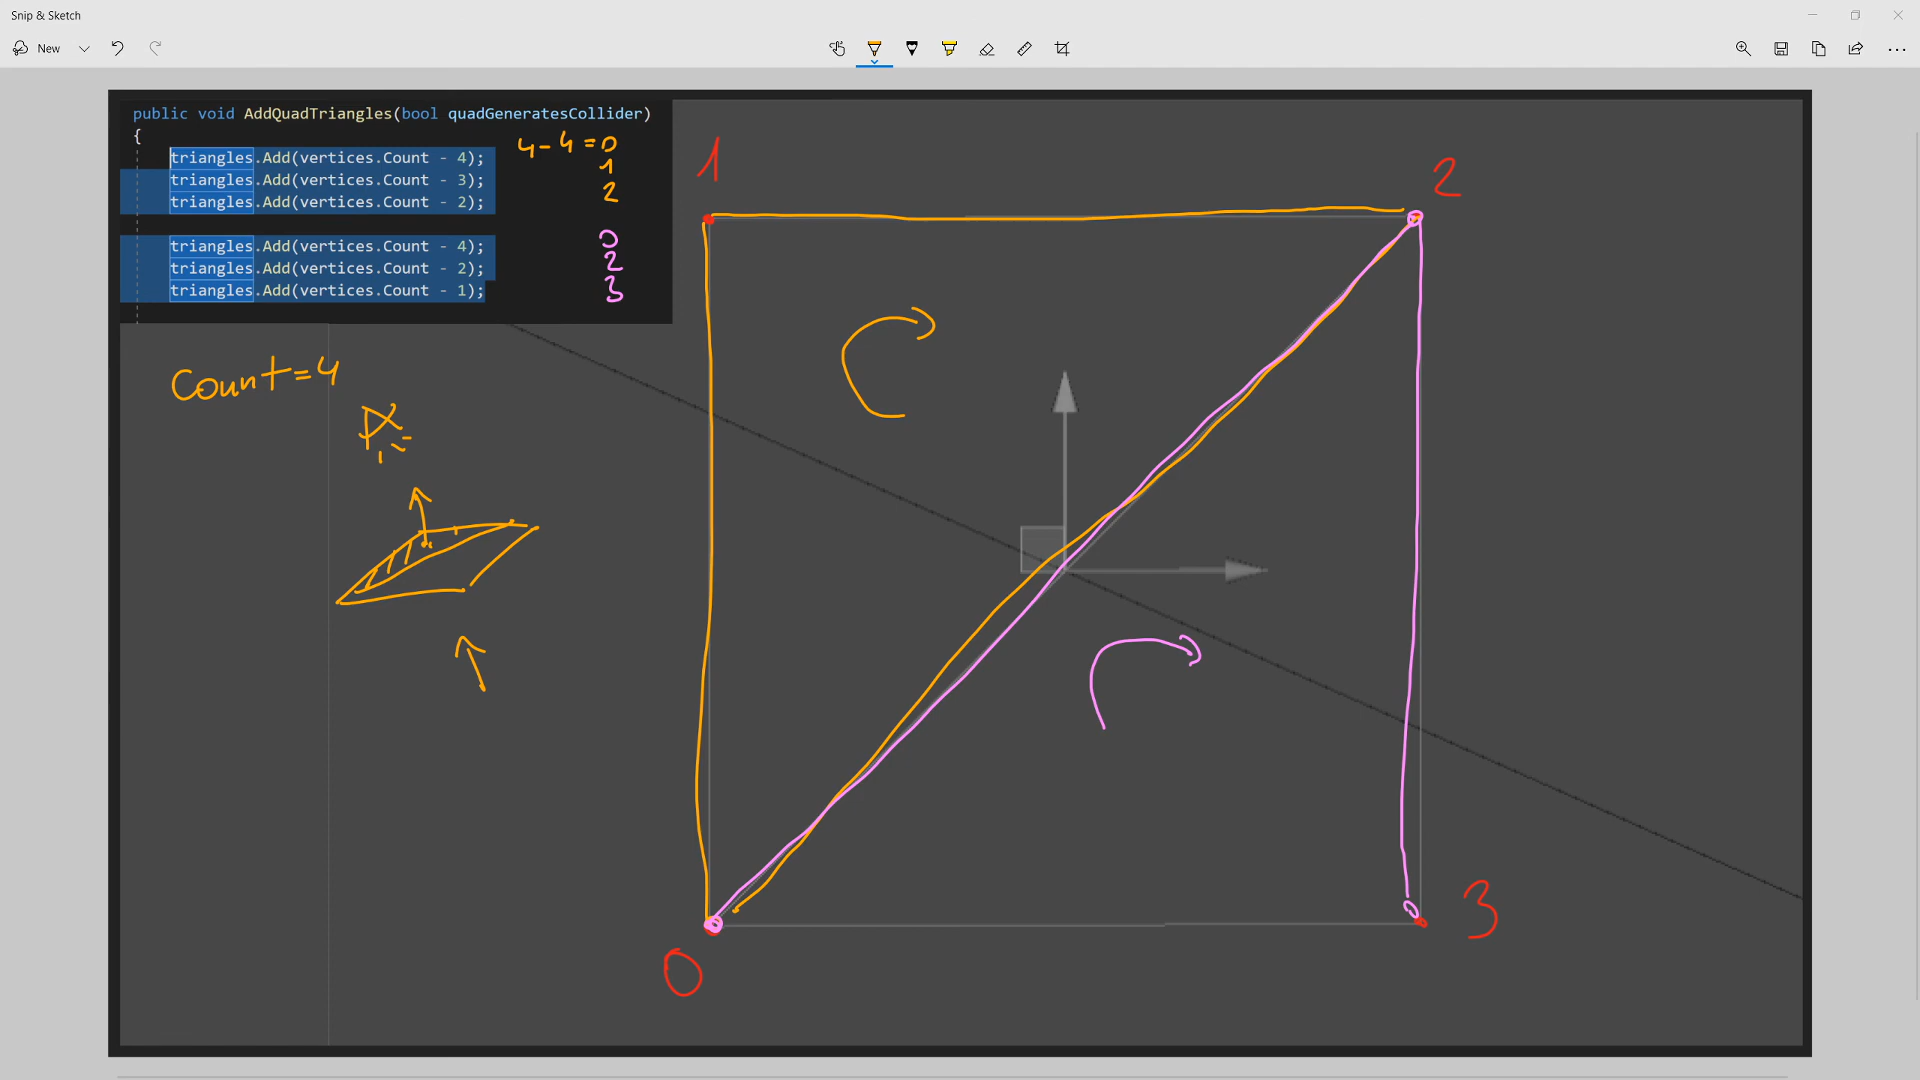 Snip & Sketch
New
public void AddQuadTriangles(bool quadGeneratesCollider)
{
triangles.Add(vertices.Count - 4);
triangles.Add(vertices.Count - 3);
triangles.Add(vertices.Count - 2);
triangles.Add(vertices.Count - 4);
triangles.Add(vertices.Count - 2);
triangles.Add(vertices.Count - 1);
4-4=0
1
2
0
2
3
Count=4
1
2
0
3